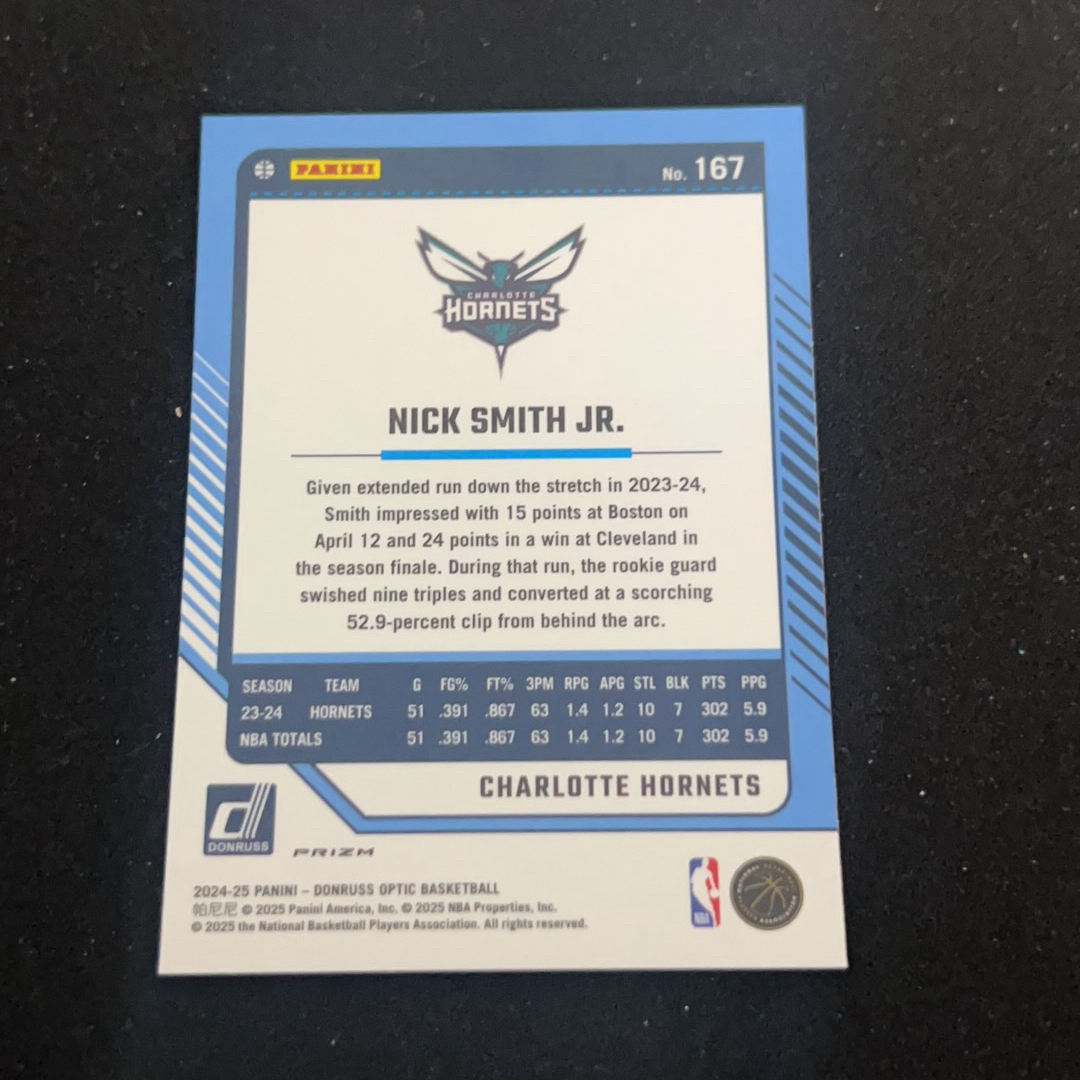 PANINI
No. 167
CHARLOTTE
HORNETS
NICK SMITH JR.
Given extended run down the stretch in 2023-24,
Smith impressed with 15 points at Boston on
April 12 and 24 points in a win at Cleveland in
the season finale. During that run, the rookie guard
swished nine triples and converted at a scorching
52.9-percent clip from behind the arc.
SEASON TEAM G FG% FT% 3PM RPG APG STL BLK PTS PPG
23-24 HORNETS 51 .391 .867 63 1.4 1.2 10 7 302 5.9
NBA TOTALS 51 .391 .867 63 1.4 1.2 10 7 302 5.9
CHARLOTTE HORNETS
d
DONRUSS
PRIZM
2024-25 PANINI – DONRUSS OPTIC BASKETBALL
帕尼尼 © 2025 Panini America, Inc. © 2025 NBA Properties, Inc.
© 2025 the National Basketball Players Association. All rights reserved.
NBA